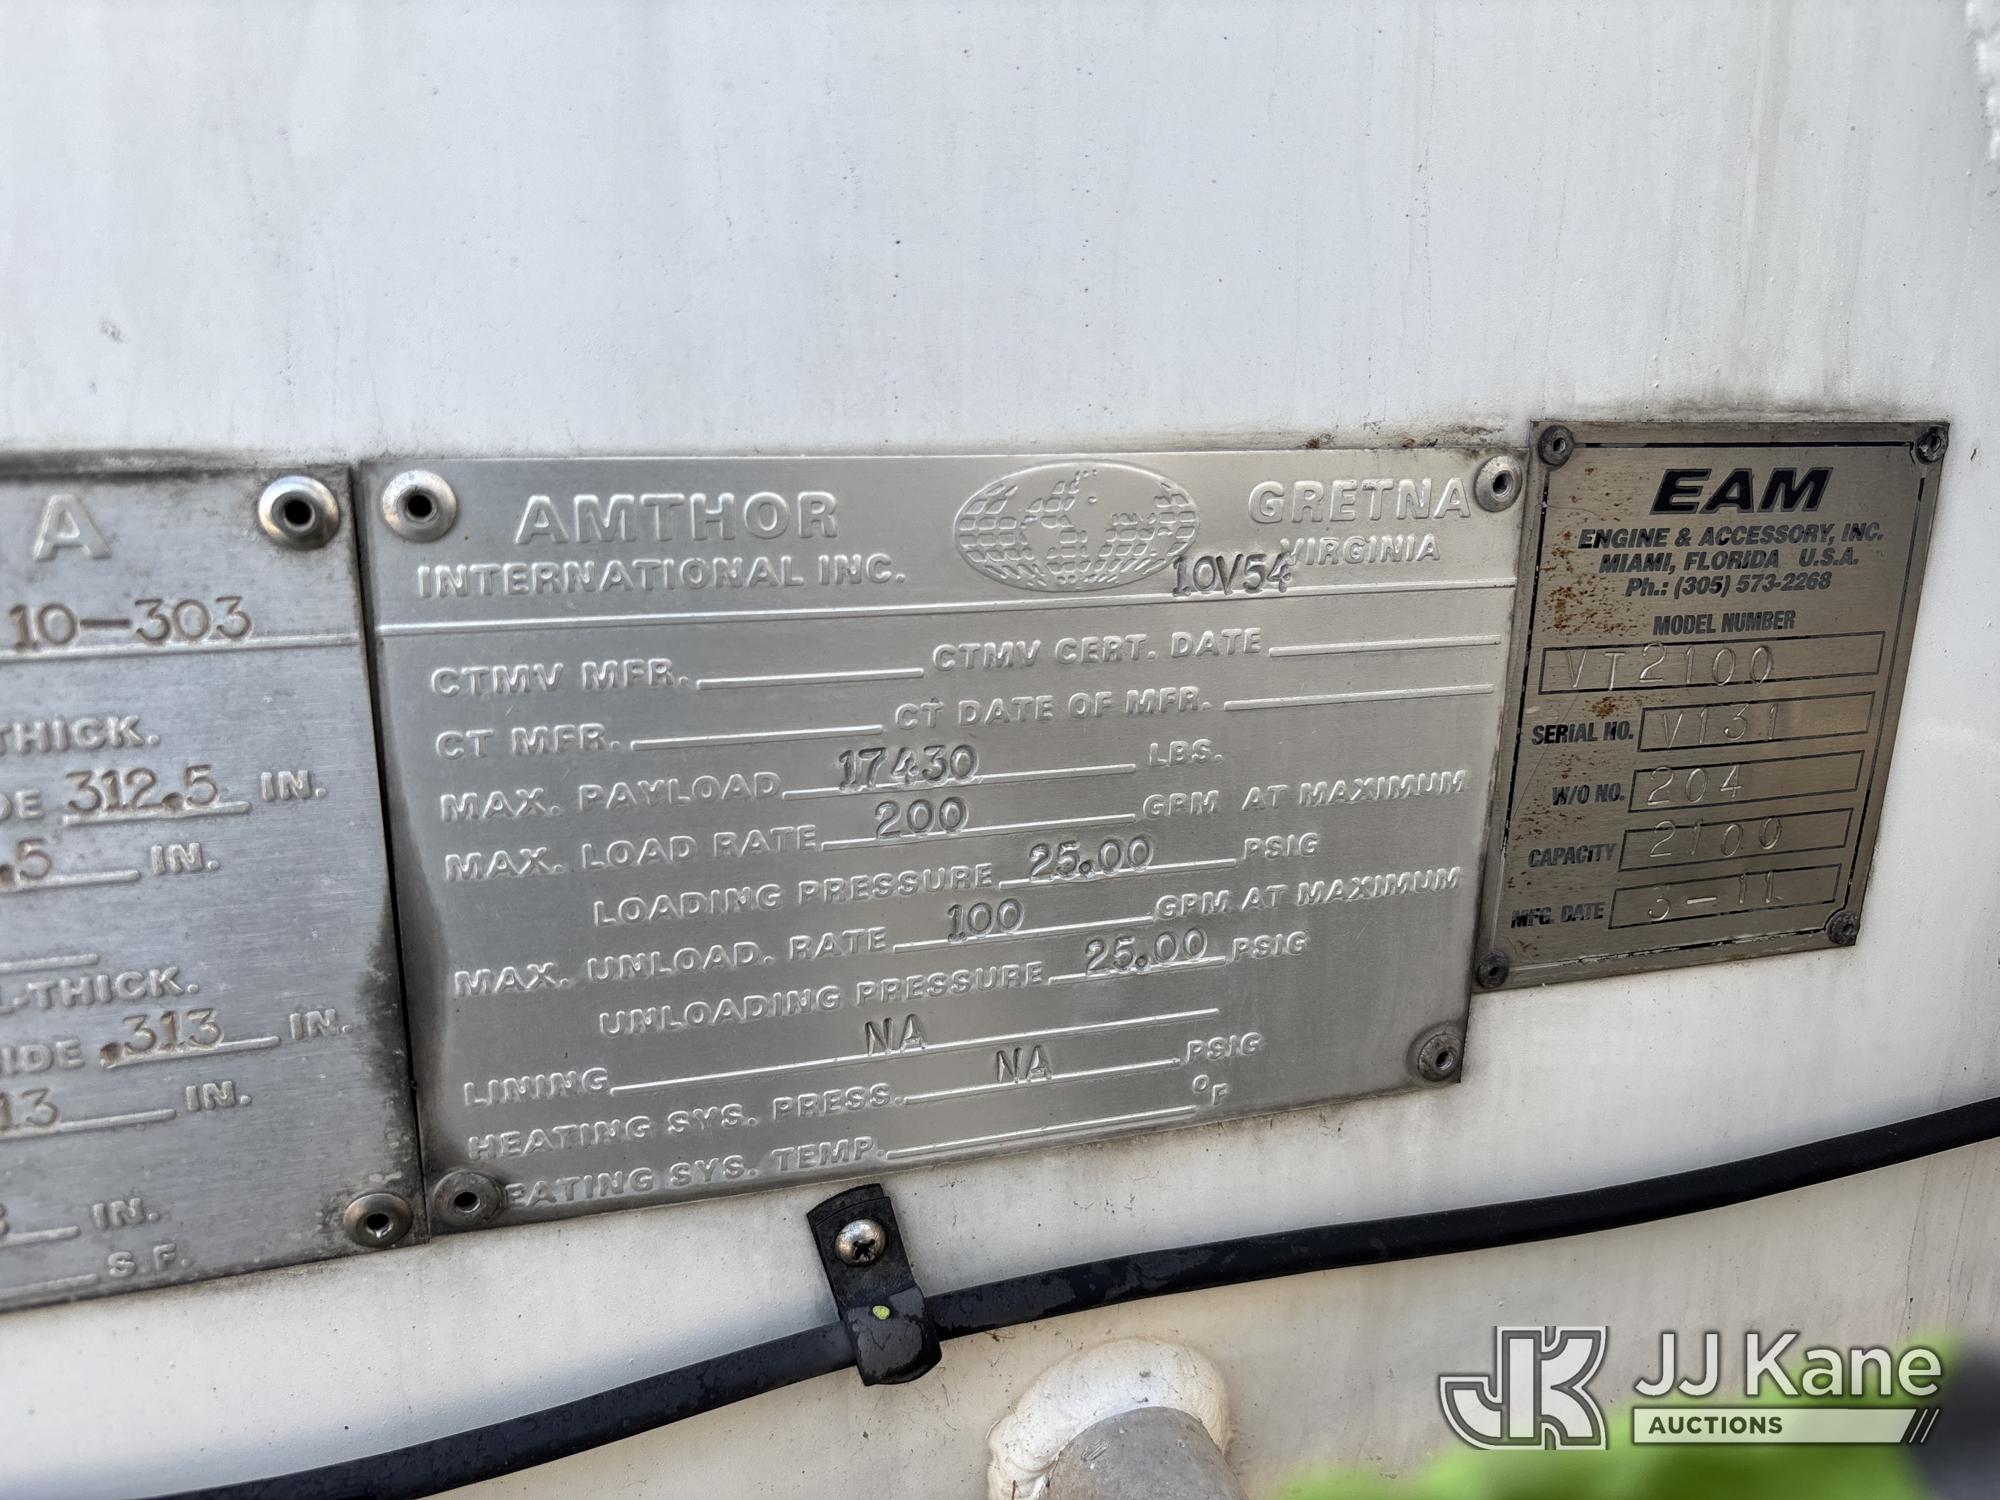 A
10-303
THICK.
DE 312.5 IN.
.5 IN.
-THICK.
IDE .313 IN.
13 IN.
IN.
S.F.
AMTHOR
INTERNATIONAL INC.
GRETNA
VIRGINIA
10V54
CTMV MFR. CTMV CERT. DATE
CT MFR. CT DATE OF MFR.
MAX. PAYLOAD 17430 LBS.
MAX. LOAD RATE 200 GPM AT MAXIMUM
LOADING PRESSURE 25.00 PSIG
MAX. UNLOAD. RATE 100 GPM AT MAXIMUM
UNLOADING PRESSURE 25.00 PSIG
LINING NA
HEATING SYS. PRESS. NA PSIG
EATING SYS. TEMP. °F
EAM
ENGINE & ACCESSORY, INC.
MIAMI, FLORIDA U.S.A.
Ph.: (305) 573-2268
MODEL NUMBER
VT2100
SERIAL NO. V131
W/O NO. 204
CAPACITY 2100
MFG. DATE 3-11
JK JJ Kane
AUCTIONS